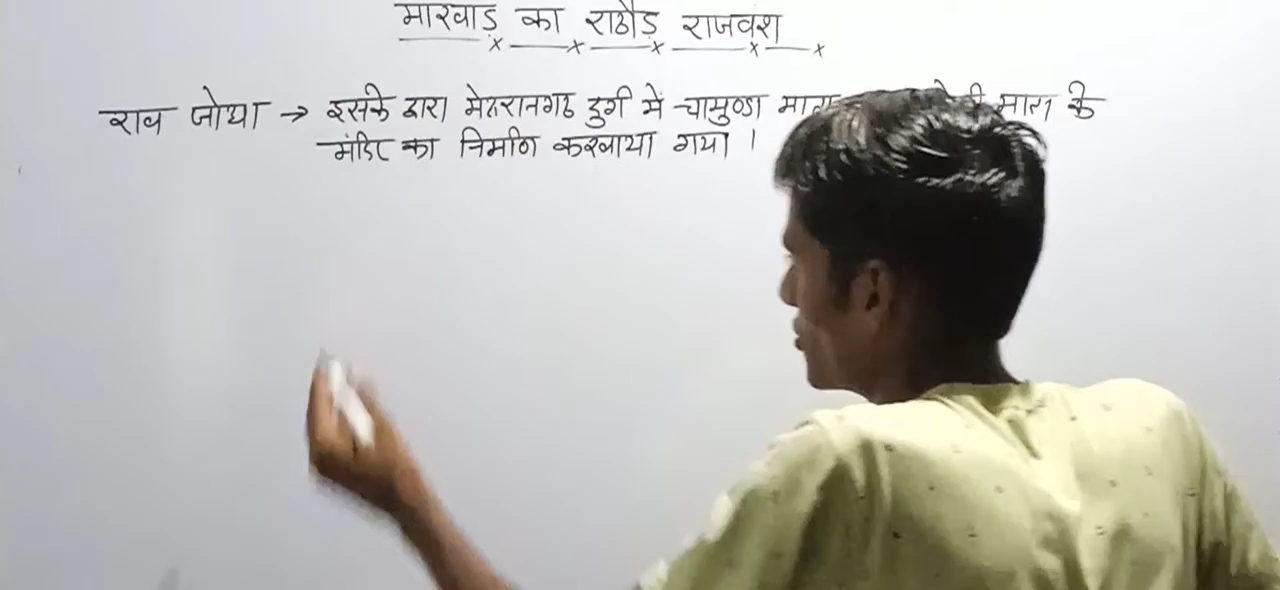 मारवाड़ का राठौड़ राजवंश
राव जोधा → इसके द्वारा मेहरानगढ़ दुर्ग में चामुण्डा माता के
मंदिर का निर्माण करवाया गया ।